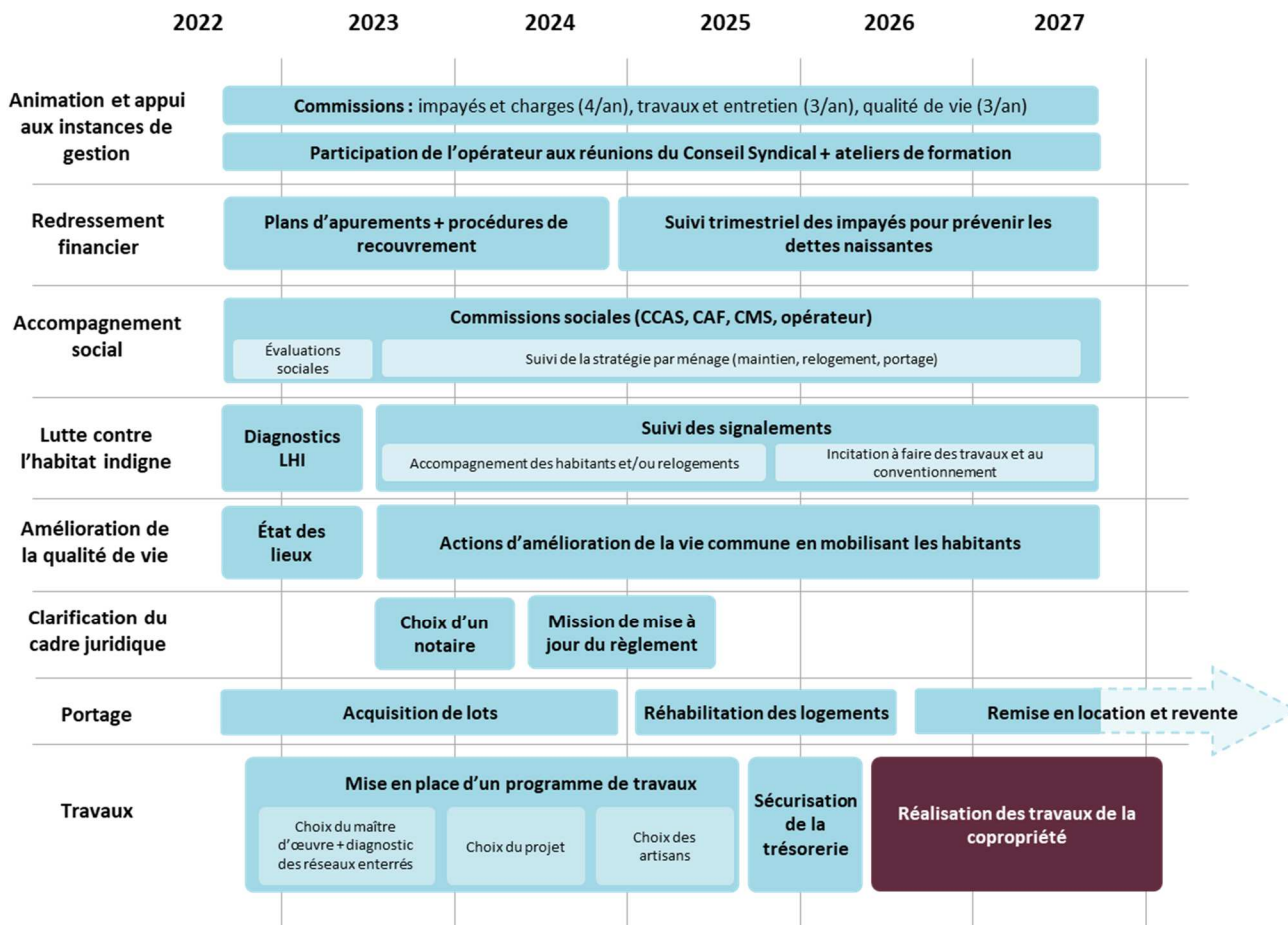 2022 2023 2024 2025 2026 2027
Animation et appui
aux instances de
gestion
Commissions : impayés et charges (4/an), travaux et entretien (3/an), qualité de vie (3/an)
Participation de l’opérateur aux réunions du Conseil Syndical + ateliers de formation
Redressement
financier
Plans d’apurements + procédures de
recouvrement
Suivi trimestriel des impayés pour prévenir les
dettes naissantes
Accompagnement
social
Commissions sociales (CCAS, CAF, CMS, opérateur)
Évaluations
sociales
Suivi de la stratégie par ménage (maintien, relogement, portage)
Lutte contre
l’habitat indigne
Diagnostics
LHI
Suivi des signalements
Accompagnement des habitants et/ou relogements
Incitation à faire des travaux et au
conventionnement
Amélioration de
la qualité de vie
État des
lieux
Actions d’amélioration de la vie commune en mobilisant les habitants
Clarification du
cadre juridique
Choix d’un
notaire
Mission de mise à
jour du règlement
Portage
Acquisition de lots
Réhabilitation des logements
Remise en location et revente
Travaux
Mise en place d’un programme de travaux
Choix du maître
d’œuvre + diagnostic
des réseaux enterrés
Choix du projet
Choix des
artisans
Sécurisation
de la
trésorerie
Réalisation des travaux de la
copropriété